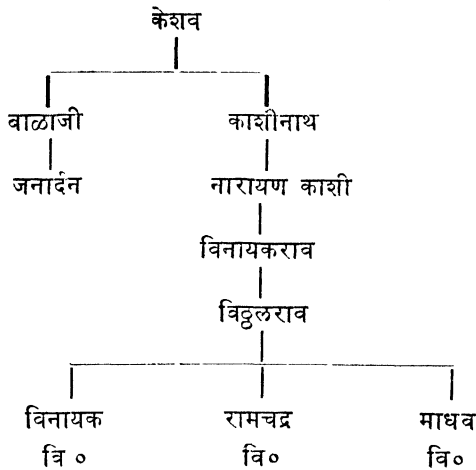 केशव
बाळाजी काशीनाथ
जनार्दन नारायण काशी
विनायकराव
विठ्ठलराव
विनायक रामचद्र माधव
त्रि ० वि० वि०